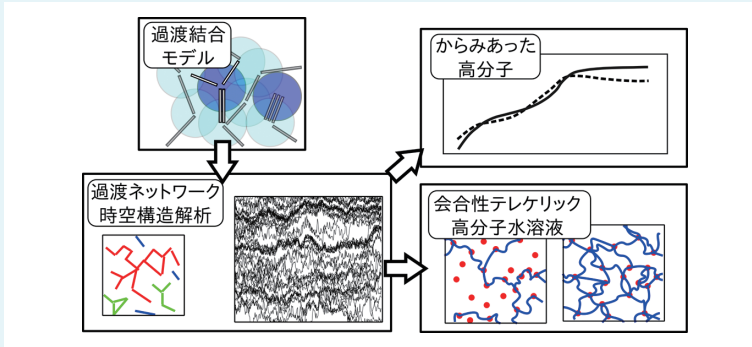 過渡結合
モデル
からみあった
高分子
過渡ネットワーク
時空構造解析
会合性テレケリック
高分子水溶液